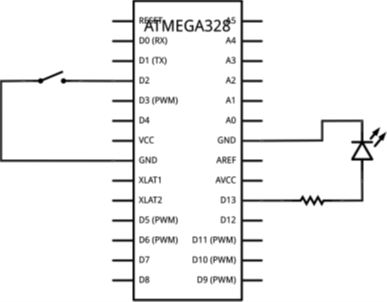 ATMEGA328
RESET A5
D0 (RX) A4
D1 (TX) A3
D2 A2
D3 (PWM) A1
D4 A0
VCC GND
GND AREF
XLAT1 AVCC
XLAT2 D13
D5 (PWM) D12
D6 (PWM) D11 (PWM)
D7 D10 (PWM)
D8 D9 (PWM)